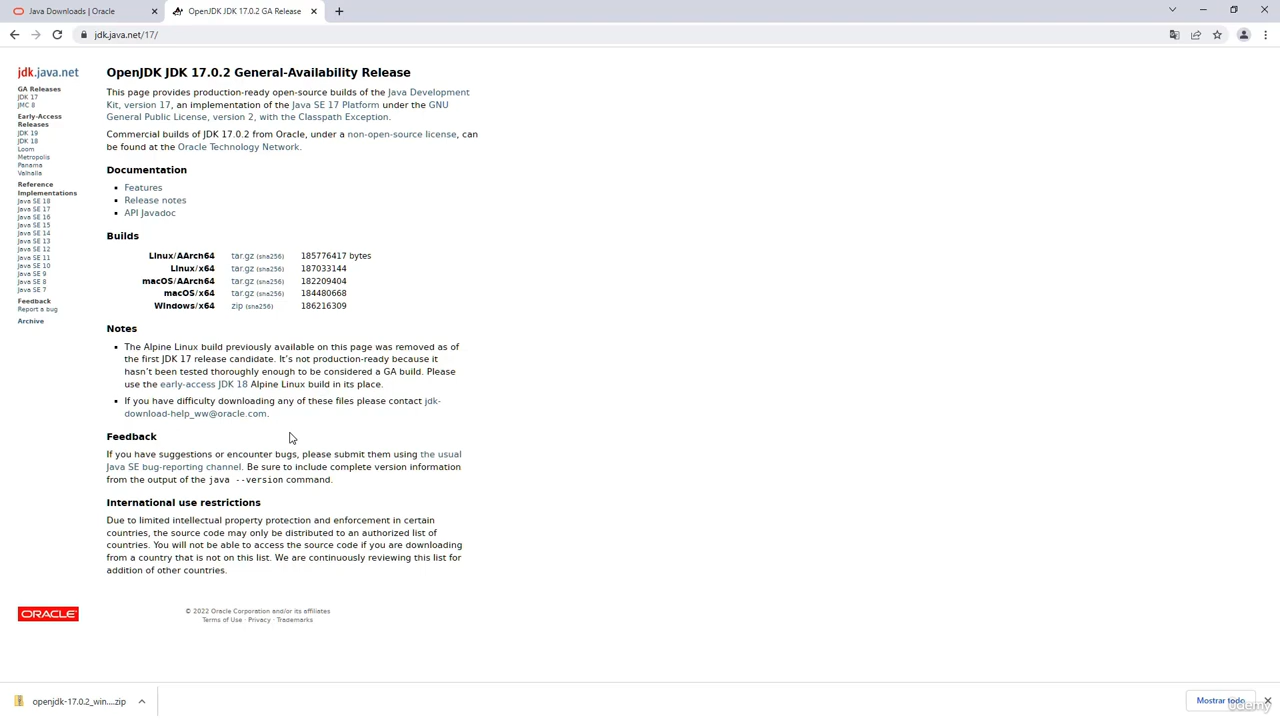 Java Downloads | Oracle
OpenJDK JDK 17.0.2 GA Release
jdk.java.net/17/
jdk.java.net
GA Releases
JDK 17
JMC 8
Early-Access
Releases
JDK 19
JDK 18
Loom
Metropolis
Panama
Valhalla
Reference
Implementations
Java SE 18
Java SE 17
Java SE 16
Java SE 15
Java SE 14
Java SE 13
Java SE 12
Java SE 11
Java SE 10
Java SE 9
Java SE 8
Java SE 7
Feedback
Report a bug
Archive
OpenJDK JDK 17.0.2 General-Availability Release
This page provides production-ready open-source builds of the Java Development
Kit, version 17, an implementation of the Java SE 17 Platform under the GNU
General Public License, version 2, with the Classpath Exception.
Commercial builds of JDK 17.0.2 from Oracle, under a non-open-source license, can
be found at the Oracle Technology Network.
Documentation
Features
Release notes
API Javadoc
Builds
Linux/AArch64 tar.gz (sha256) 185776417 bytes
Linux/x64 tar.gz (sha256) 187033144
macOS/AArch64 tar.gz (sha256) 182209404
macOS/x64 tar.gz (sha256) 184480668
Windows/x64 zip (sha256) 186216309
Notes
The Alpine Linux build previously available on this page was removed as of
the first JDK 17 release candidate. It's not production-ready because it
hasn't been tested thoroughly enough to be considered a GA build. Please
use the early-access JDK 18 Alpine Linux build in its place.
If you have difficulty downloading any of these files please contact jdk-
download-help_ww@oracle.com.
Feedback
If you have suggestions or encounter bugs, please submit them using the usual
Java SE bug-reporting channel. Be sure to include complete version information
from the output of the java --version command.
International use restrictions
Due to limited intellectual property protection and enforcement in certain
countries, the source code may only be distributed to an authorized list of
countries. You will not be able to access the source code if you are downloading
from a country that is not on this list. We are continuously reviewing this list for
addition of other countries.
ORACLE
© 2022 Oracle Corporation and/or its affiliates
Terms of Use · Privacy · Trademarks
openjdk-17.0.2_win....zip
Mostrar todo
udemy